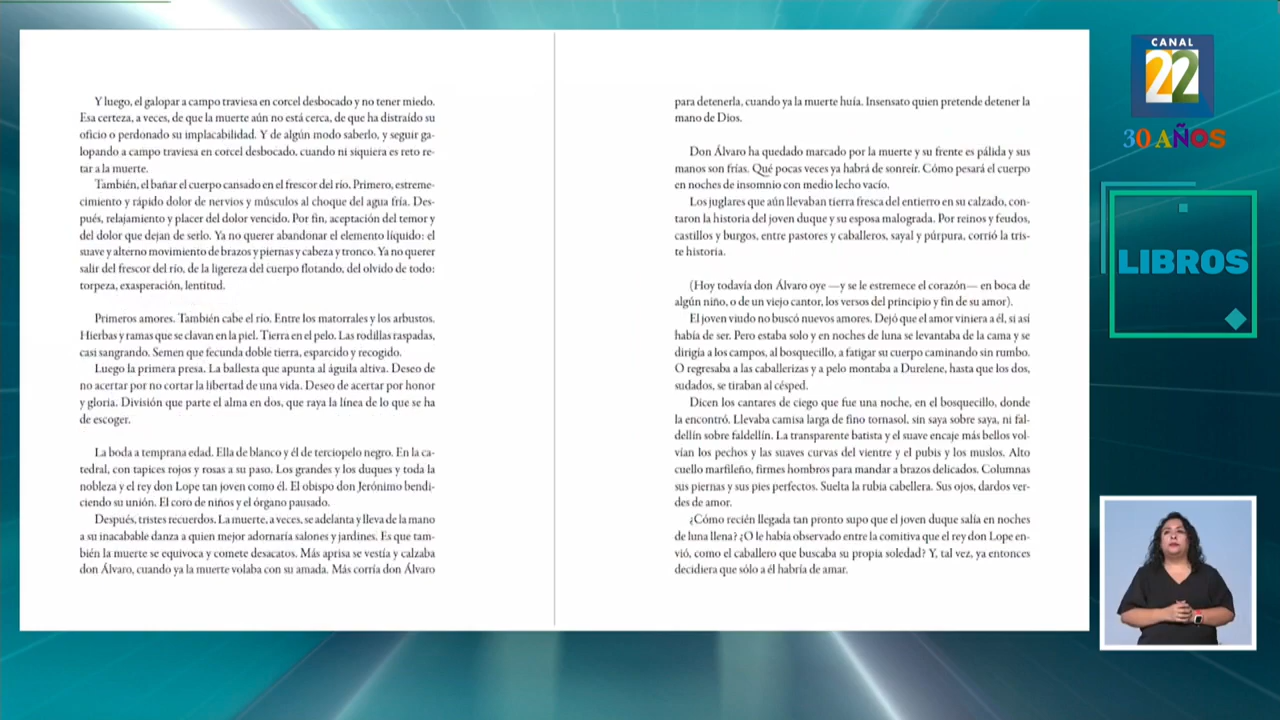 Y luego, el galopar a campo traviesa en corcel desbocado y no tener miedo.
Esa certeza, a veces, de que la muerte aún no está cerca, de que ha distraído su
oficio o perdonado su implacabilidad. Y de algún modo saberlo, y seguir ga-
lopando a campo traviesa en corcel desbocado, cuando ni siquiera es reto re-
tar a la muerte.
También, el bañar el cuerpo cansado en el frescor del río. Primero, estreme-
cimiento y rápido dolor de nervios y músculos al choque del agua fría. Des-
pués, relajamiento y placer del dolor vencido. Por fin, aceptación del temor y
del dolor que dejan de serlo. Ya no querer abandonar el elemento líquido: el
suave y alterno movimiento de brazos y piernas y cabeza y tronco. Ya no querer
salir del frescor del río, de la ligereza del cuerpo flotando, del olvido de todo:
torpeza, exasperación, lentitud.
Primeros amores. También cabe el río. Entre los matorrales y los arbustos.
Hierbas y ramas que se clavan en la piel. Tierra en el pelo. Las rodillas raspadas,
casi sangrando. Semen que fecunda doble tierra, esparcido y recogido.
Luego la primera presa. La ballesta que apunta al águila altiva. Deseo de
no acertar por no cortar la libertad de una vida. Deseo de acertar por honor
y gloria. División que parte el alma en dos, que raya la línea de lo que se ha
de escoger.
La boda a temprana edad. Ella de blanco y él de terciopelo negro. En la ca-
tedral, con tapices rojos y rosas a su paso. Los grandes y los duques y toda la
nobleza y el rey don Lope tan joven como él. El obispo don Jerónimo bendi-
ciendo su unión. El coro de niños y el órgano pausado.
Después, tristes recuerdos. La muerte, a veces, se adelanta y lleva de la mano
a su inacabable danza a quien mejor adornaría salones y jardines. Es que tam-
bién la muerte se equivoca y comete desacatos. Más aprisa se vestía y calzaba
don Álvaro, cuando ya la muerte volaba con su amada. Más corría don Álvaro
para detenerla, cuando ya la muerte huía. Insensato quien pretende detener la
mano de Dios.
Don Álvaro ha quedado marcado por la muerte y su frente es pálida y sus
manos son frías. Qué pocas veces ya habrá de sonreír. Cómo pesará el cuerpo
en noches de insomnio con medio lecho vacío.
Los juglares que aún llevaban tierra fresca del entierro en su calzado, con-
taron la historia del joven duque y su esposa malograda. Por reinos y feudos,
castillos y burgos, entre pastores y caballeros, sayal y púrpura, corrió la tris-
te historia.
(Hoy todavía don Álvaro oye —y se le estremece el corazón— en boca de
algún niño, o de un viejo cantor, los versos del principio y fin de su amor).
El joven viudo no buscó nuevos amores. Dejó que el amor viniera a él, si así
había de ser. Pero estaba solo y en noches de luna se levantaba de la cama y se
dirigía a los campos, al bosquecillo, a fatigar su cuerpo caminando sin rumbo.
O regresaba a las caballerizas y a pelo montaba a Durelene, hasta que los dos,
sudados, se tiraban al césped.
Dicen los cantares de ciego que fue una noche, en el bosquecillo, donde
la encontró. Llevaba camisa larga de fino tornasol, sin saya sobre saya, ni fal-
dellín sobre faldellín. La transparente batista y el suave encaje más bellos vol-
vían los pechos y las suaves curvas del vientre y el pubis y los muslos. Alto
cuello marfileño, firmes hombros para mandar a brazos delicados. Columnas
sus piernas y sus pies perfectos. Suelta la rubia cabellera. Sus ojos, dardos ver-
des de amor.
¿Cómo recién llegada tan pronto supo que el joven duque salía en noches
de luna llena? ¿O le había observado entre la comitiva que el rey don Lope en-
vió, como el caballero que buscaba su propia soledad? Y, tal vez, ya entonces
decidiera que sólo a él habría de amar.
CANAL
22
30 AÑOS
LIBROS